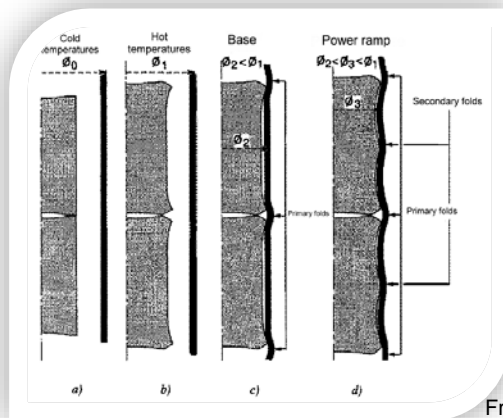 Cold
temperatures
Ø0
Hot
temperatures
Ø1
Base
Ø2<Ø1
Ø2
Primary folds
Power ramp
Ø2<Ø3<Ø1
Ø3
Secondary folds
Primary folds
a)
b)
c)
d)